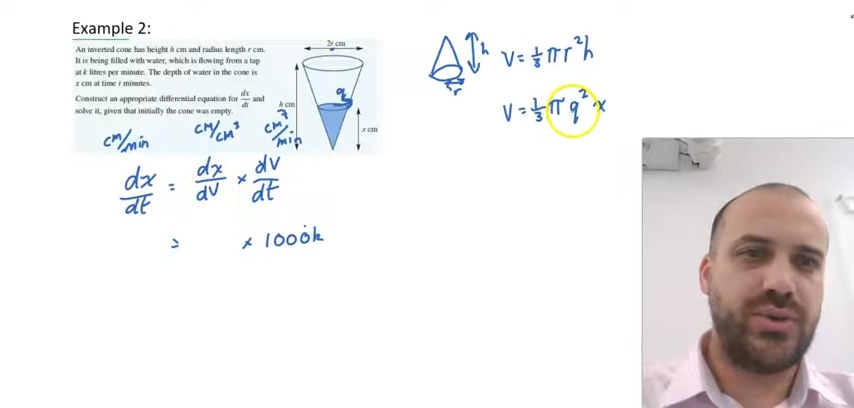 Example 2:
An inverted cone has height h cm and radius length r cm.
It is being filled with water, which is flowing from a tap
at k litres per minute. The depth of water in the cone is
x cm at time t minutes.
Construct an appropriate differential equation for dx/dt and
solve it, given that initially the cone was empty.
2r cm
q
h cm
x cm
cm/min cm/cm³ cm³/min
dx/dt = dx/dV × dV/dt
= × 1000k
h
r
V = 1/3 πr²h
V = 1/3 πq² x